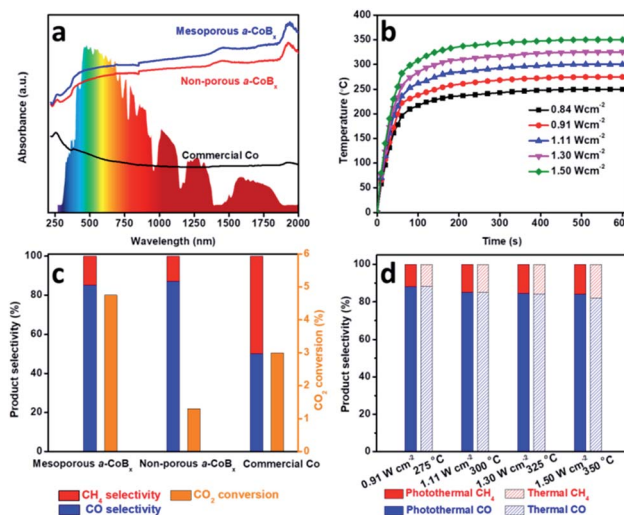 a
Mesoporous a-CoBx
Non-porous a-CoBx
Commercial Co
Absorbance (a.u.)
250 500 750 1000 1250 1500 1750 2000
Wavelength (nm)
b
400
350
300
250
200
150
100
50
0
Temperature (°C)
0.84 Wcm⁻²
0.91 Wcm⁻²
1.11 Wcm⁻²
1.30 Wcm⁻²
1.50 Wcm⁻²
0 100 200 300 400 500 600
Time (s)
c
100
80
60
40
20
0
Product selectivity (%)
6
5
4
3
2
1
0
CO₂ conversion (%)
Mesoporous a-CoBx Non-porous a-CoBx Commercial Co
CH₄ selectivity CO₂ conversion
CO selectivity
d
100
80
60
40
20
0
Product selectivity (%)
0.91 W cm⁻² 275 °C 1.11 W cm⁻² 300 °C 1.30 W cm⁻² 325 °C 1.50 W cm⁻² 350 °C
Photothermal CH₄ Thermal CH₄
Photothermal CO Thermal CO